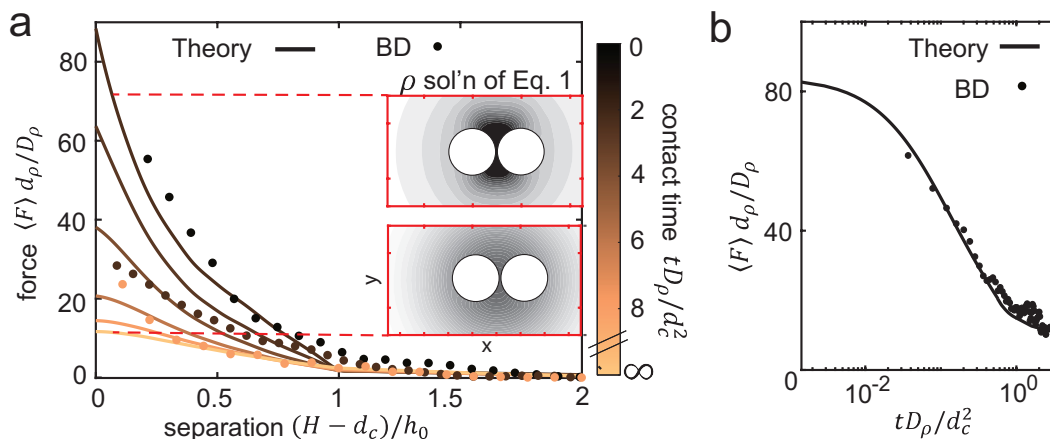 a
Theory
BD
ρ sol'n of Eq. 1
force ⟨F⟩ d_ρ/D_ρ
80
60
40
20
0
0
0.5
1
1.5
2
separation (H − d_c)/h_0
y
x
0
2
4
6
8
∞
contact time tD_ρ/d_c^2
b
Theory
BD
⟨F⟩ d_ρ/D_ρ
80
40
0
0
10^-2
10^0
tD_ρ/d_c^2